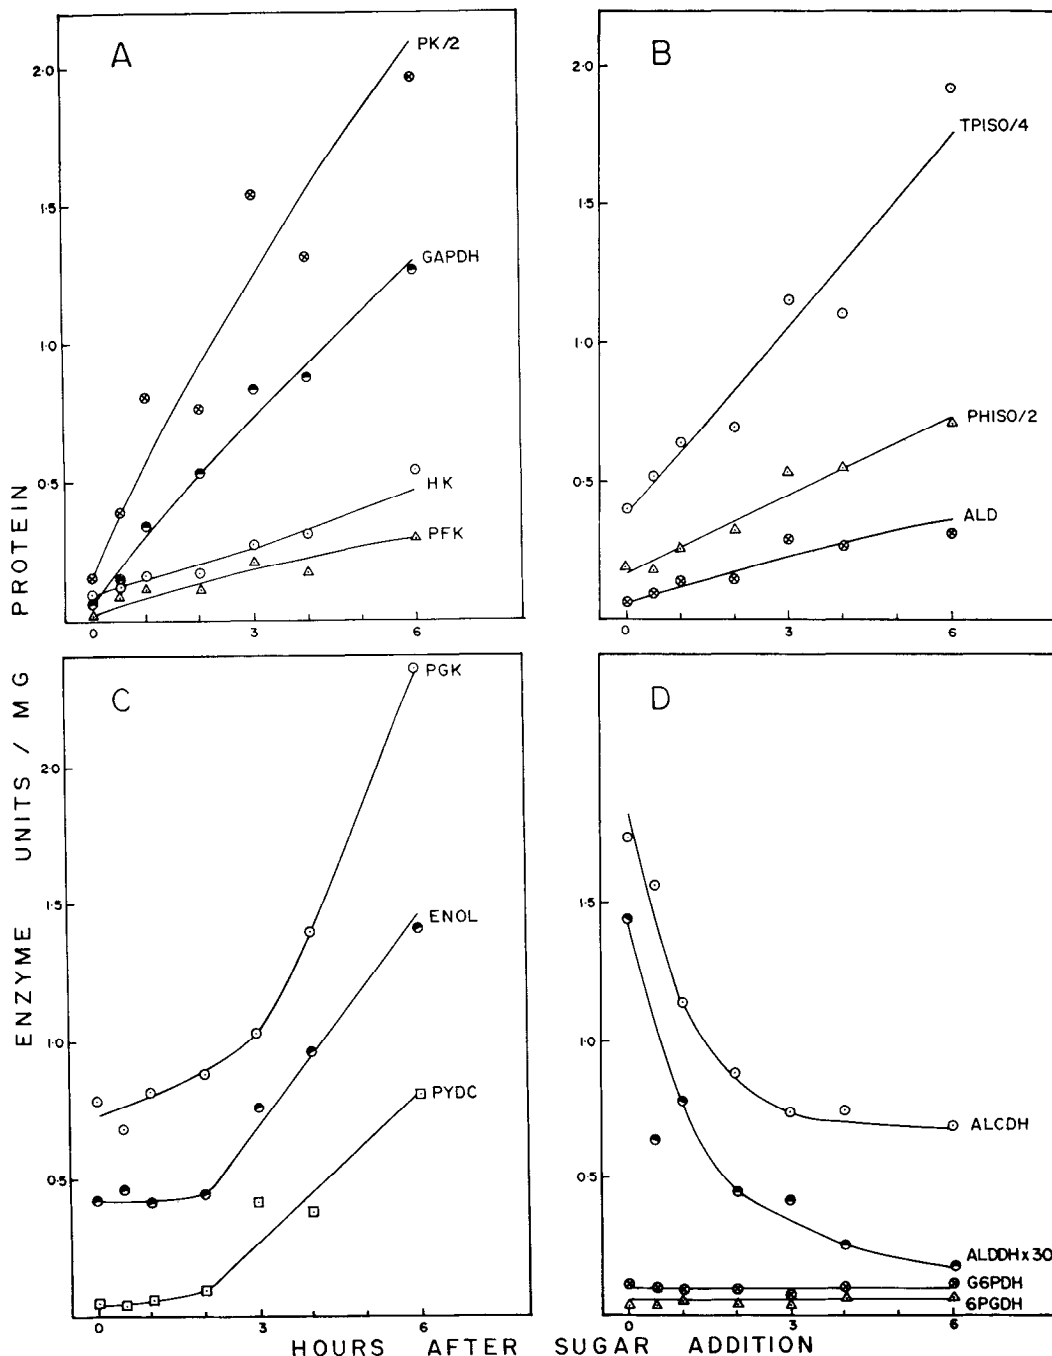 A
PK/2
2·0
1·5
GAPDH
1·0
0·5
HK
PFK
0
3
6
B
2·0
TPISO/4
1·5
1·0
PHISO/2
0·5
ALD
0
3
6
C
PGK
2·0
1·5
ENOL
1·0
PYDC
0·5
0
3
6
D
1·5
1·0
ALCDH
0·5
ALDDH x 30
G6PDH
6PGDH
0
3
6
ENZYME UNITS / MG PROTEIN
HOURS AFTER SUGAR ADDITION